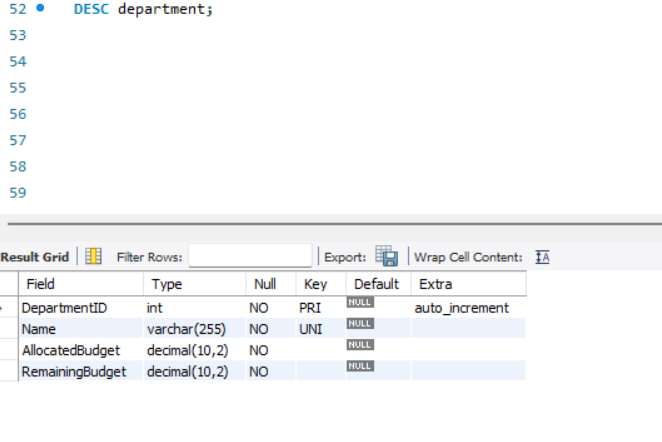 52 DESC department;
53
54
55
56
57
58
59
Result Grid Filter Rows: Export: Wrap Cell Content: IA
Field Type Null Key Default Extra
DepartmentID int NO PRI NULL auto_increment
Name varchar(255) NO UNI NULL
AllocatedBudget decimal(10,2) NO NULL
RemainingBudget decimal(10,2) NO NULL